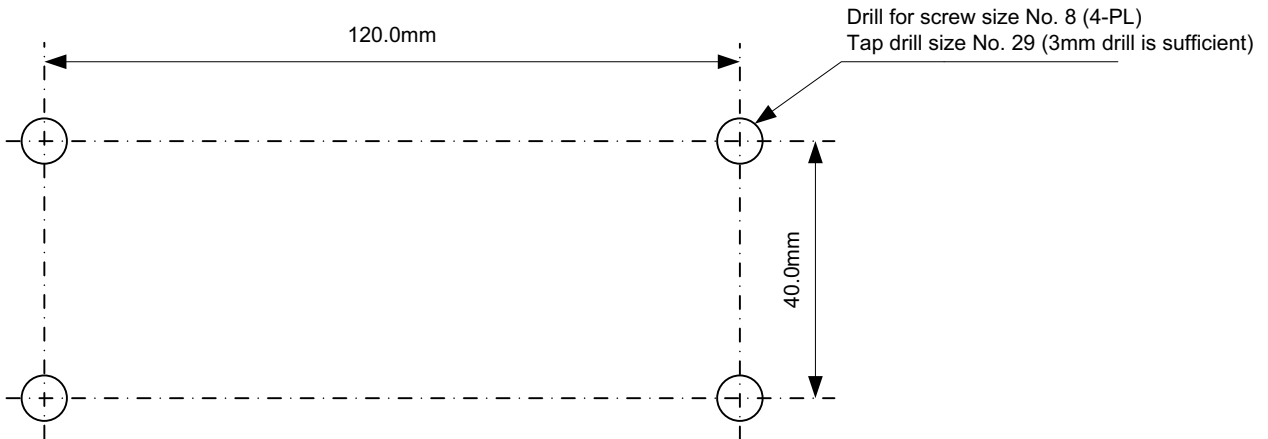 Drill for screw size No. 8 (4-PL)
Tap drill size No. 29 (3mm drill is sufficient)
120.0mm
40.0mm